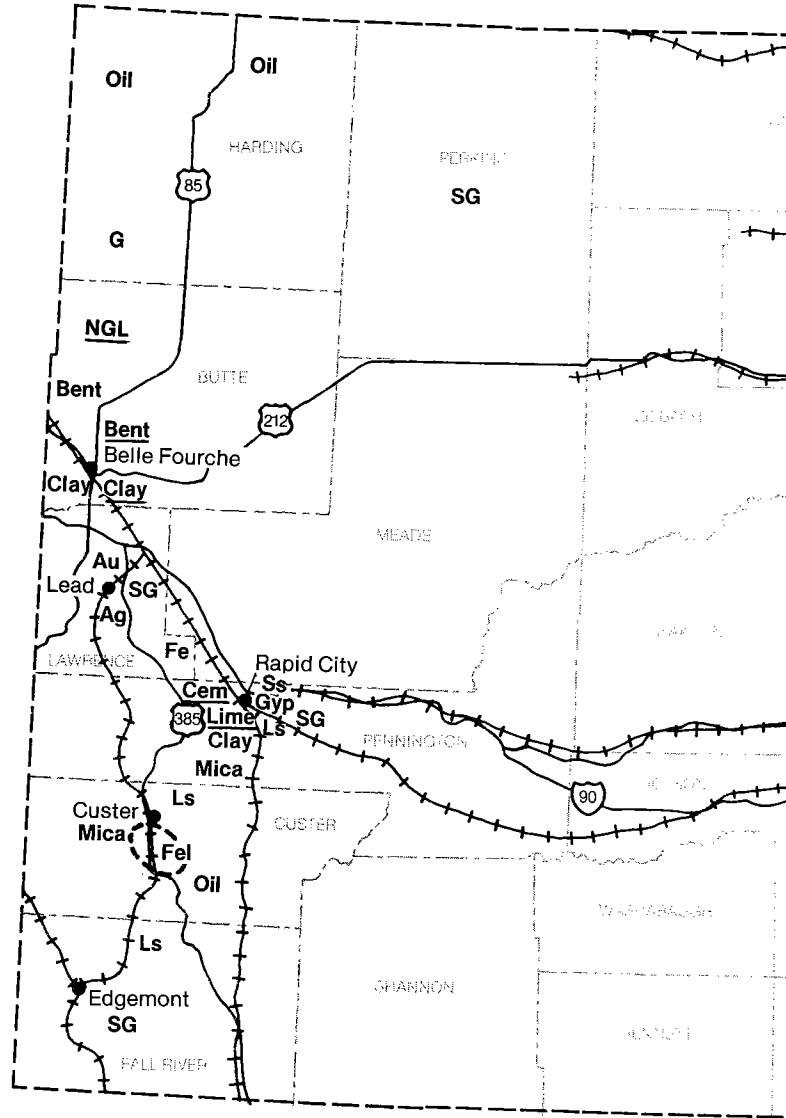 Oil
Oil
HARDING
85
SG
G
NGL
BUTTE
Bent
212
Bent
Belle Fourche
Clay
Clay
MEADE
Au
Lead
SG
Ag
Fe
LAWRENCE
Rapid City
Ss
Cem
Gyp
385
Lime
Ls
SG
Clay
PENNINGTON
Mica
90
Ls
Custer
CUSTER
Mica
Fel
Oil
Ls
SHANNON
Edgemont
SG
FALL RIVER